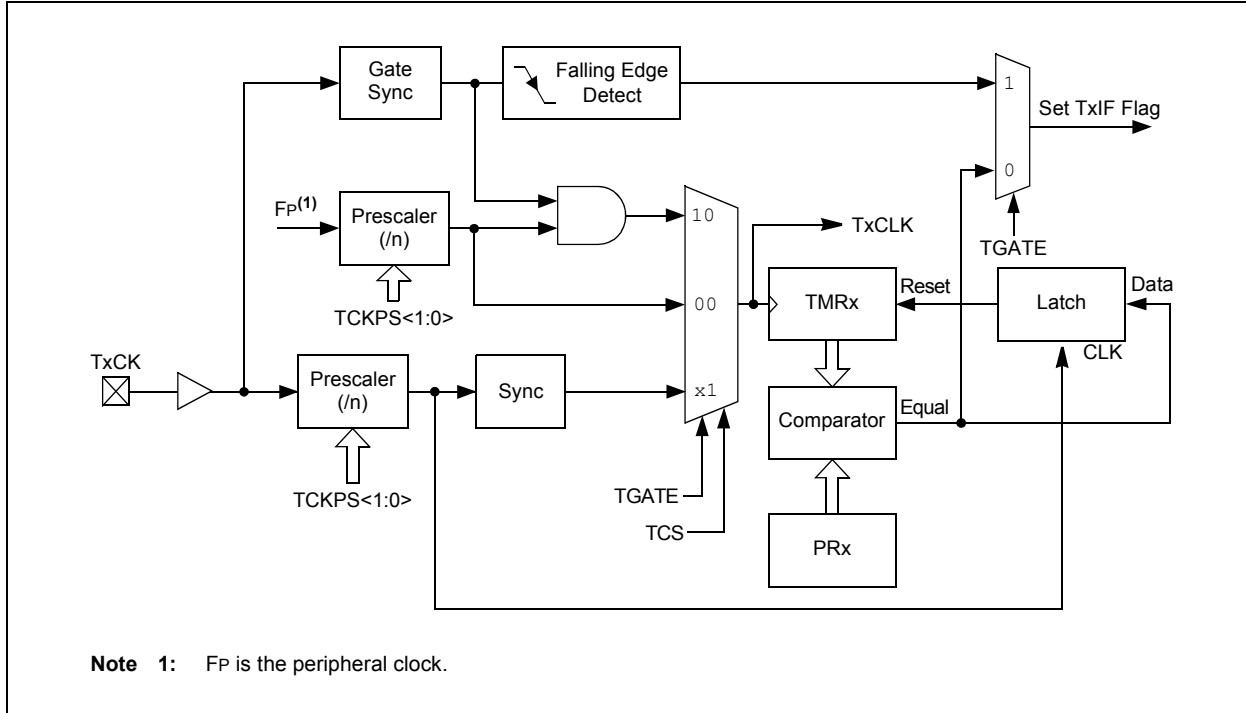 Gate
Sync
Falling Edge
Detect
1
Set TxIF Flag
0
FP(1)
Prescaler
(/n)
10
TxCLK
TGATE
TCKPS<1:0>
00
TMRx
Reset
Latch
Data
CLK
TxCK
Prescaler
(/n)
Sync
x1
Comparator
Equal
TCKPS<1:0>
TGATE
TCS
PRx
Note 1: FP is the peripheral clock.